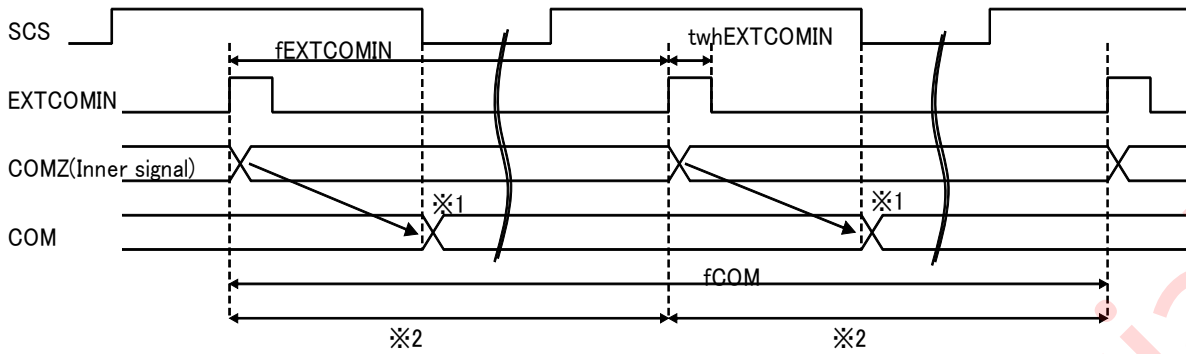 SCS
fEXTCOMIN
twhEXTCOMIN
EXTCOMIN
COMZ(Inner signal)
※1
※1
COM
fCOM
※2
※2